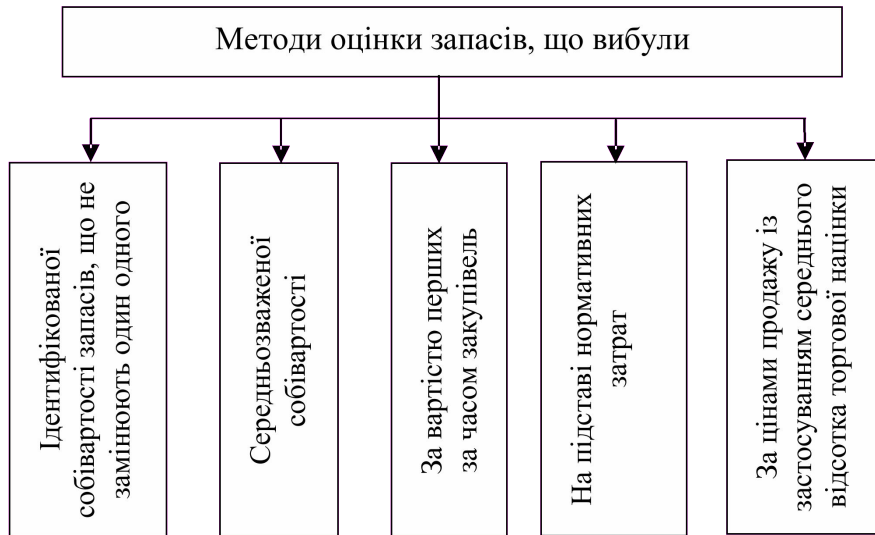 Методи оцінки запасів, що вибули
Ідентифікованої
собівартості запасів, що не
замінюють один одного
Середньозваженої
собівартості
За вартістю перших
за часом закупівель
На підставі нормативних
затрат
За цінами продажу із
застосуванням середнього
відсотка торгової націнки